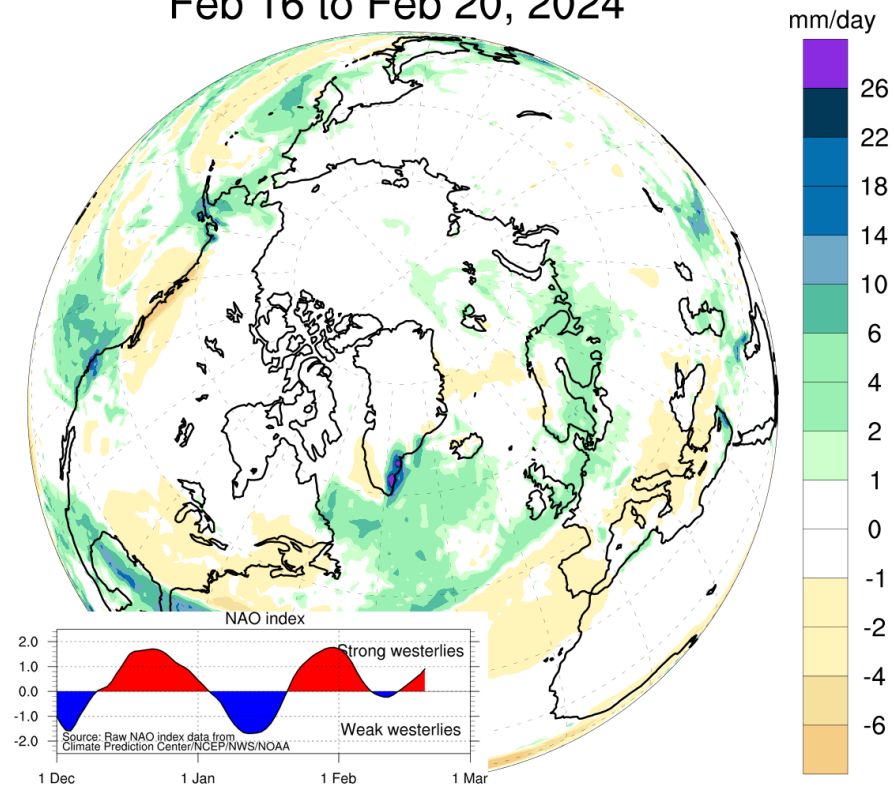 Feb 16 to Feb 20, 2024
mm/day
26
22
18
14
10
6
4
2
1
0
-1
-2
-4
-6
NAO index
2.0
1.0
0.0
-1.0
-2.0
Strong westerlies
Weak westerlies
Source: Raw NAO index data from
Climate Prediction Center/NCEP/NWS/NOAA
1 Dec
1 Jan
1 Feb
1 Mar